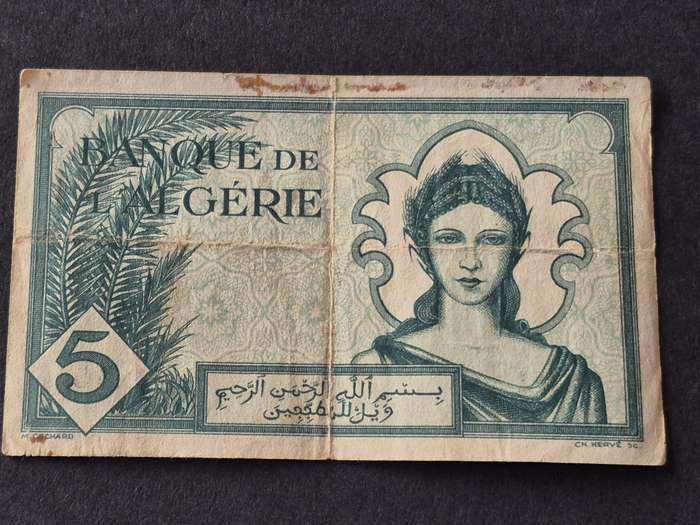 BANQUE DE
L'ALGÉRIE
5
بسم الله الرحمن الرحيم
ويل للمطففين
CH. HERVÉ SC.